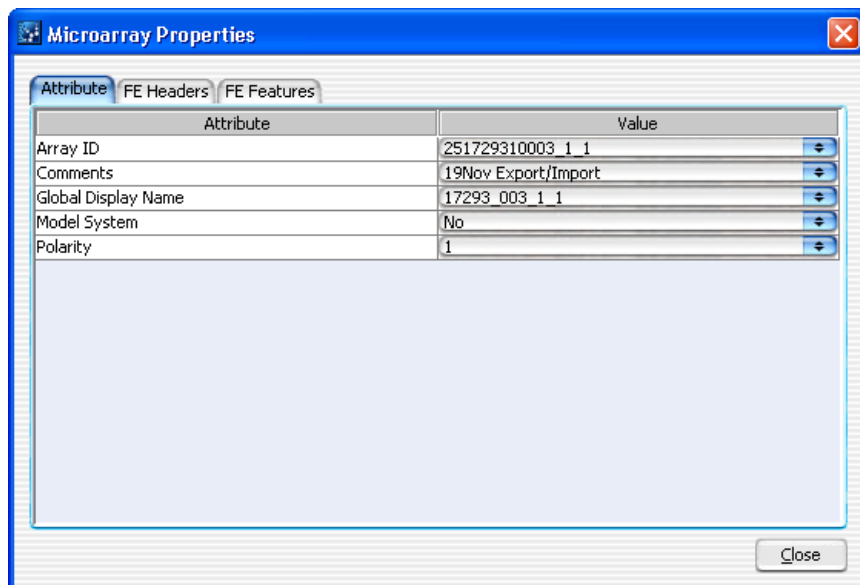 Microarray Properties
Attribute FE Headers FE Features
Attribute Value
Array ID 251729310003_1_1
Comments 19Nov Export/Import
Global Display Name 17293_003_1_1
Model System No
Polarity 1
Close